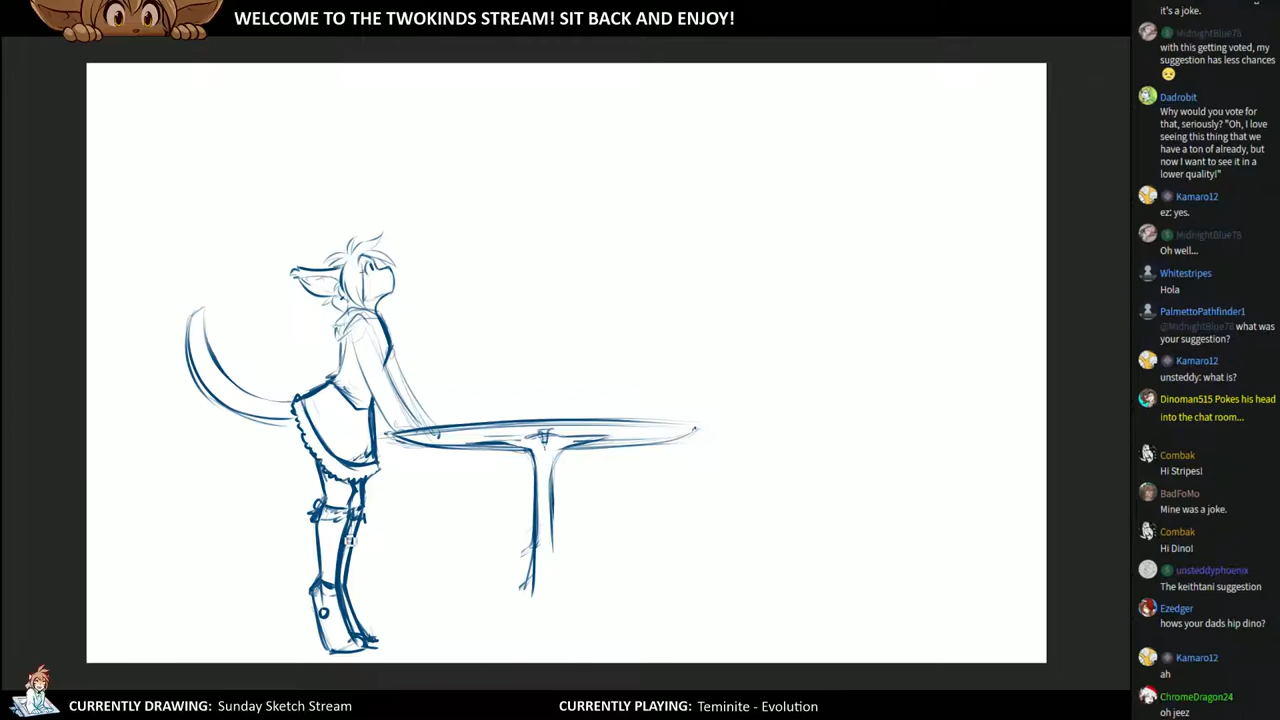 WELCOME TO THE TWOKINDS STREAM! SIT BACK AND ENJOY!
it's a joke.
MidnightBlue78
with this getting voted, my
suggestion has less chances
Dadrobit
Why would you vote for
that, seriously? "Oh, I love
seeing this thing that we
have a ton of already, but
now I want to see it in a
lower quality!"
Kamaro12
ez: yes.
MidnightBlue78
Oh well...
Whitestripes
Hola
PalmettoPathfinder1
@MidnightBlue78 what was
your suggestion?
Kamaro12
unsteddy: what is?
Dinoman515 Pokes his head
into the chat room...
Combak
Hi Stripes!
BadFoMo
Mine was a joke.
Combak
Hi Dino!
unsteddyphoenix
The keithtani suggestion
Ezedger
hows your dads hip dino?
Kamaro12
ah
ChromeDragon24
oh jeez
CURRENTLY DRAWING: Sunday Sketch Stream
CURRENTLY PLAYING: Teminite - Evolution